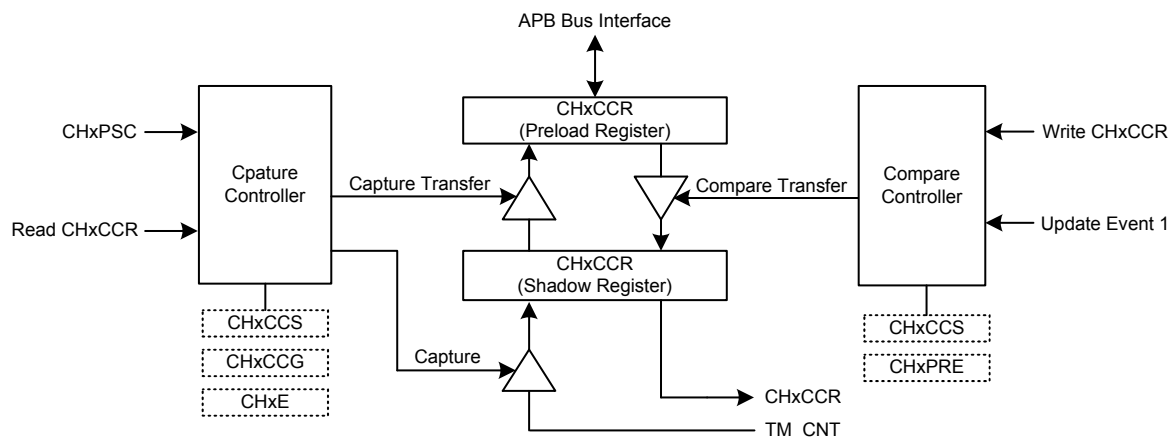 APB Bus Interface
CHxCCR
(Preload Register)
CHxPSC
Write CHxCCR
Cpature
Controller
Capture Transfer
Compare Transfer
Compare
Controller
Read CHxCCR
Update Event 1
CHxCCR
(Shadow Register)
CHxCCS
CHxCCS
CHxCCG
Capture
CHxPRE
CHxE
CHxCCR
TM_CNT